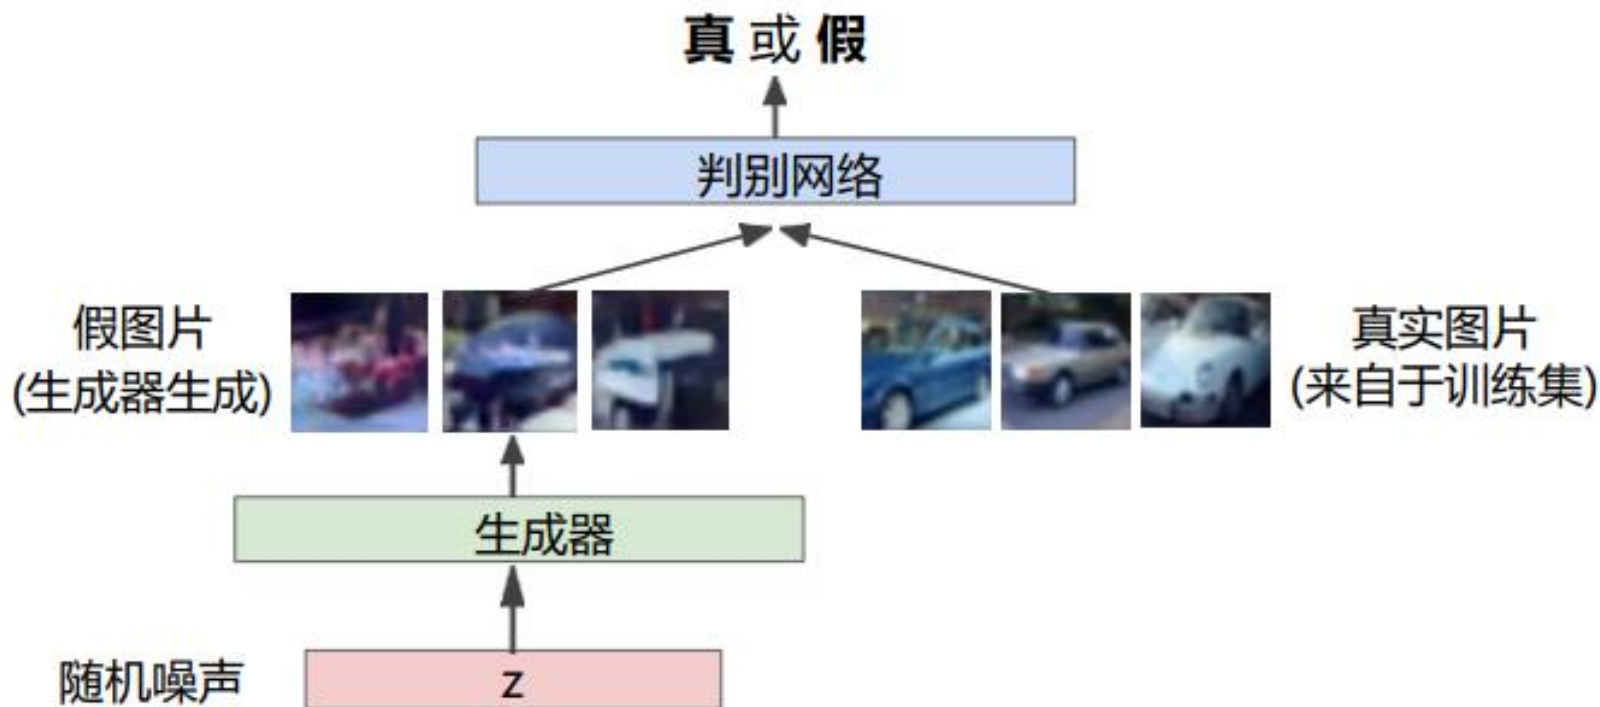 真 或 假
判别网络
假图片
(生成器生成)
真实图片
(来自于训练集)
生成器
随机噪声
z